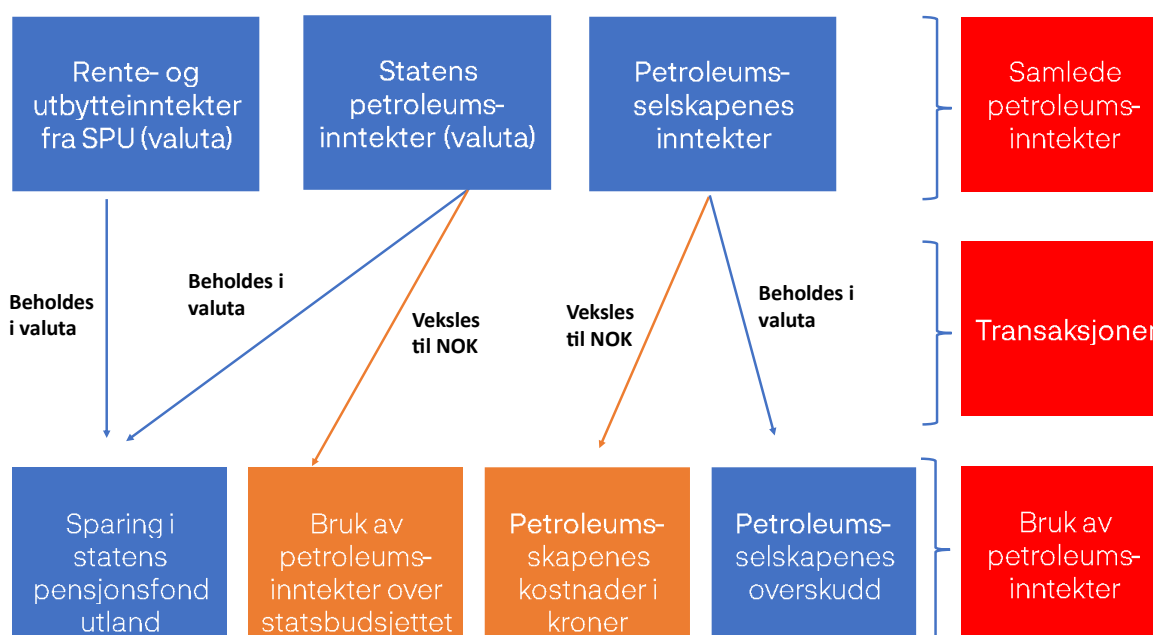 Rente- og
utbytteinntekter
fra SPU (valuta)
Statens
petroleums-
inntekter (valuta)
Petroleums-
selskapenes
inntekter
Samlede
petroleums-
inntekter
Beholdes
i valuta
Beholdes i
valuta
Veksles
til NOK
Veksles
til NOK
Beholdes i
valuta
Transaksjoner
Sparing i
statens
pensjonsfond
utland
Bruk av
petroleums-
inntekter over
statsbudsjettet
Petroleums-
skapenes
kostnader i
kroner
Petroleums-
selskapenes
overskudd
Bruk av
petroleums-
inntekter